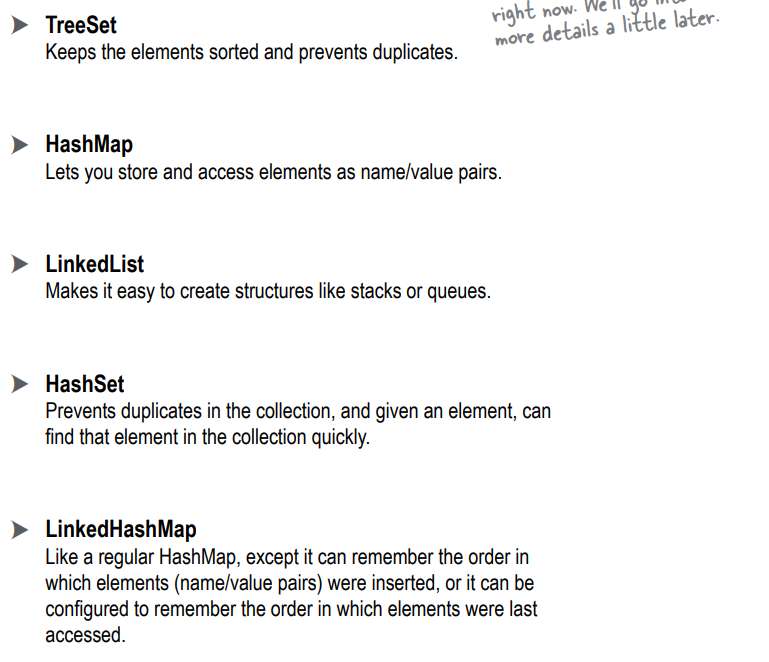 right now. We'll go
more details a little later.
TreeSet
Keeps the elements sorted and prevents duplicates.
HashMap
Lets you store and access elements as name/value pairs.
LinkedList
Makes it easy to create structures like stacks or queues.
HashSet
Prevents duplicates in the collection, and given an element, can
find that element in the collection quickly.
LinkedHashMap
Like a regular HashMap, except it can remember the order in
which elements (name/value pairs) were inserted, or it can be
configured to remember the order in which elements were last
accessed.